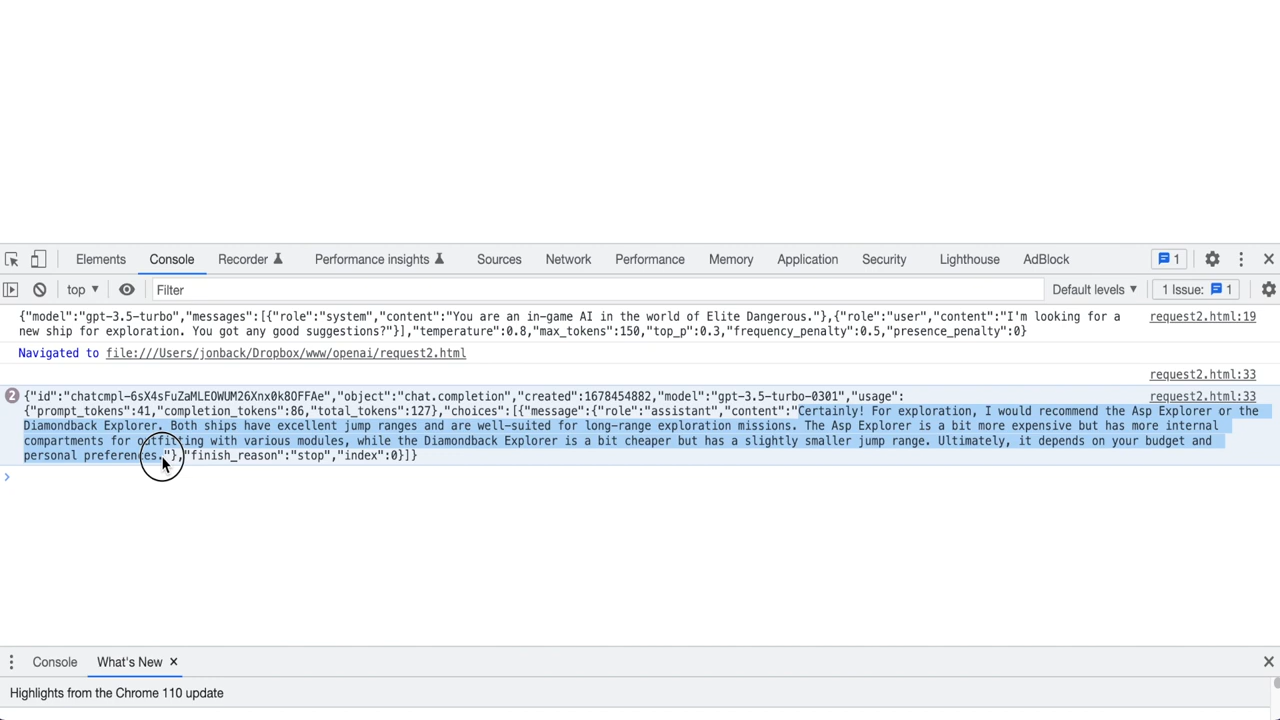 Elements Console Recorder Performance insights Sources Network Performance Memory Application Security Lighthouse AdBlock 1
top Filter Default levels 1 Issue: 1
{"model":"gpt-3.5-turbo","messages":[{"role":"system","content":"You are an in-game AI in the world of Elite Dangerous."},{"role":"user","content":"I'm looking for a request2.html:19
new ship for exploration. You got any good suggestions?"}],"temperature":0.8,"max_tokens":150,"top_p":0.3,"frequency_penalty":0.5,"presence_penalty":0}
Navigated to file:///Users/jonback/Dropbox/www/openai/request2.html
request2.html:33
2 {"id":"chatcmpl-6sX4sFuZaMLEOWUM26Xnx0k8OFFAe","object":"chat.completion","created":1678454882,"model":"gpt-3.5-turbo-0301","usage": request2.html:33
{"prompt_tokens":41,"completion_tokens":86,"total_tokens":127},"choices":[{"message":{"role":"assistant","content":"Certainly! For exploration, I would recommend the Asp Explorer or the
Diamondback Explorer. Both ships have excellent jump ranges and are well-suited for long-range exploration missions. The Asp Explorer is a bit more expensive but has more internal
compartments for outfitting with various modules, while the Diamondback Explorer is a bit cheaper but has a slightly smaller jump range. Ultimately, it depends on your budget and
personal preferences."},"finish_reason":"stop","index":0}]}
Console What's New
Highlights from the Chrome 110 update